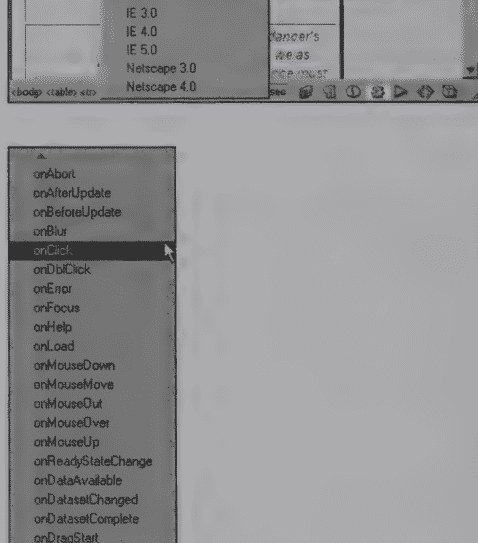 IE 3.0
IE 4.0
IE 5.0
Netscape 3.0
Netscape 4.0
dancer's
we as
must
<body> <table> <tr>
sec
onAbort
onAfterUpdate
onBeforeUpdate
onBlur
onClick
onDblClick
onError
onFocus
onHelp
onLoad
onMouseDown
onMouseMove
onMouseOut
onMouseOver
onMouseUp
onReadyStateChange
onDataAvailable
onDatasetChanged
onDatasetComplete
onDragStart